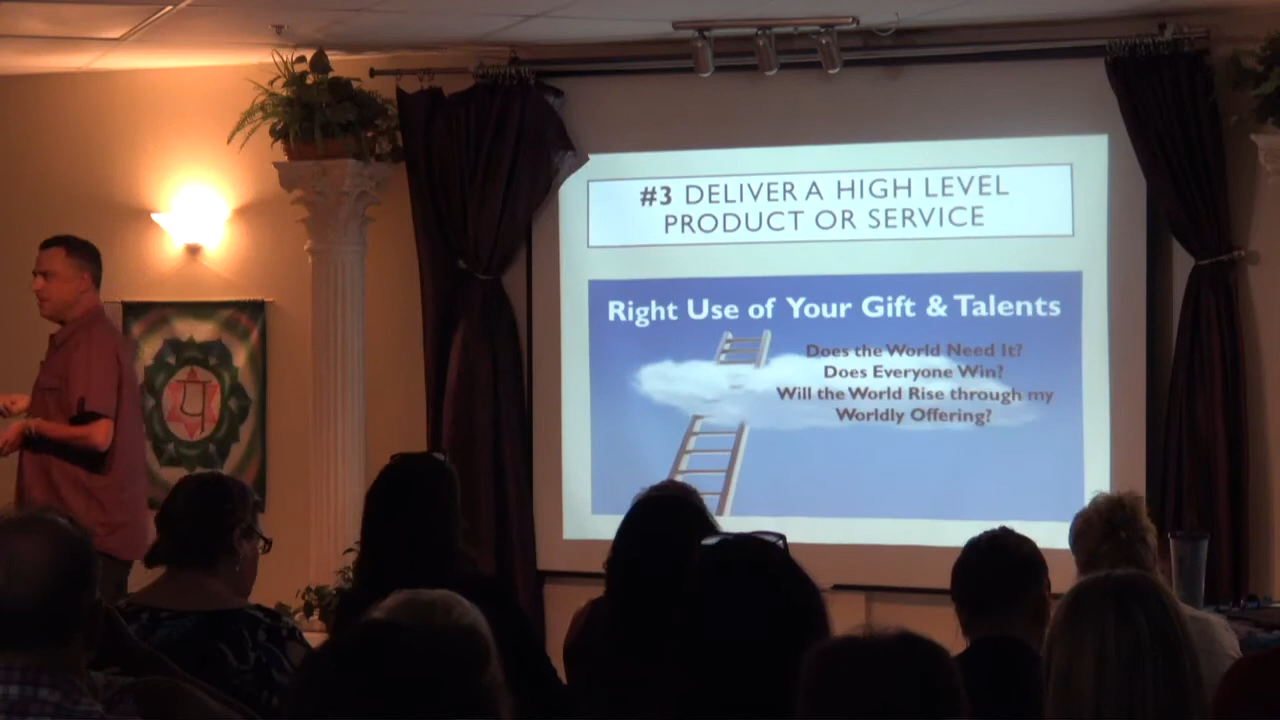 #3 DELIVER A HIGH LEVEL
PRODUCT OR SERVICE
Right Use of Your Gift & Talents
Does the World Need It?
Does Everyone Win?
Will the World Rise through my
Worldly Offering?